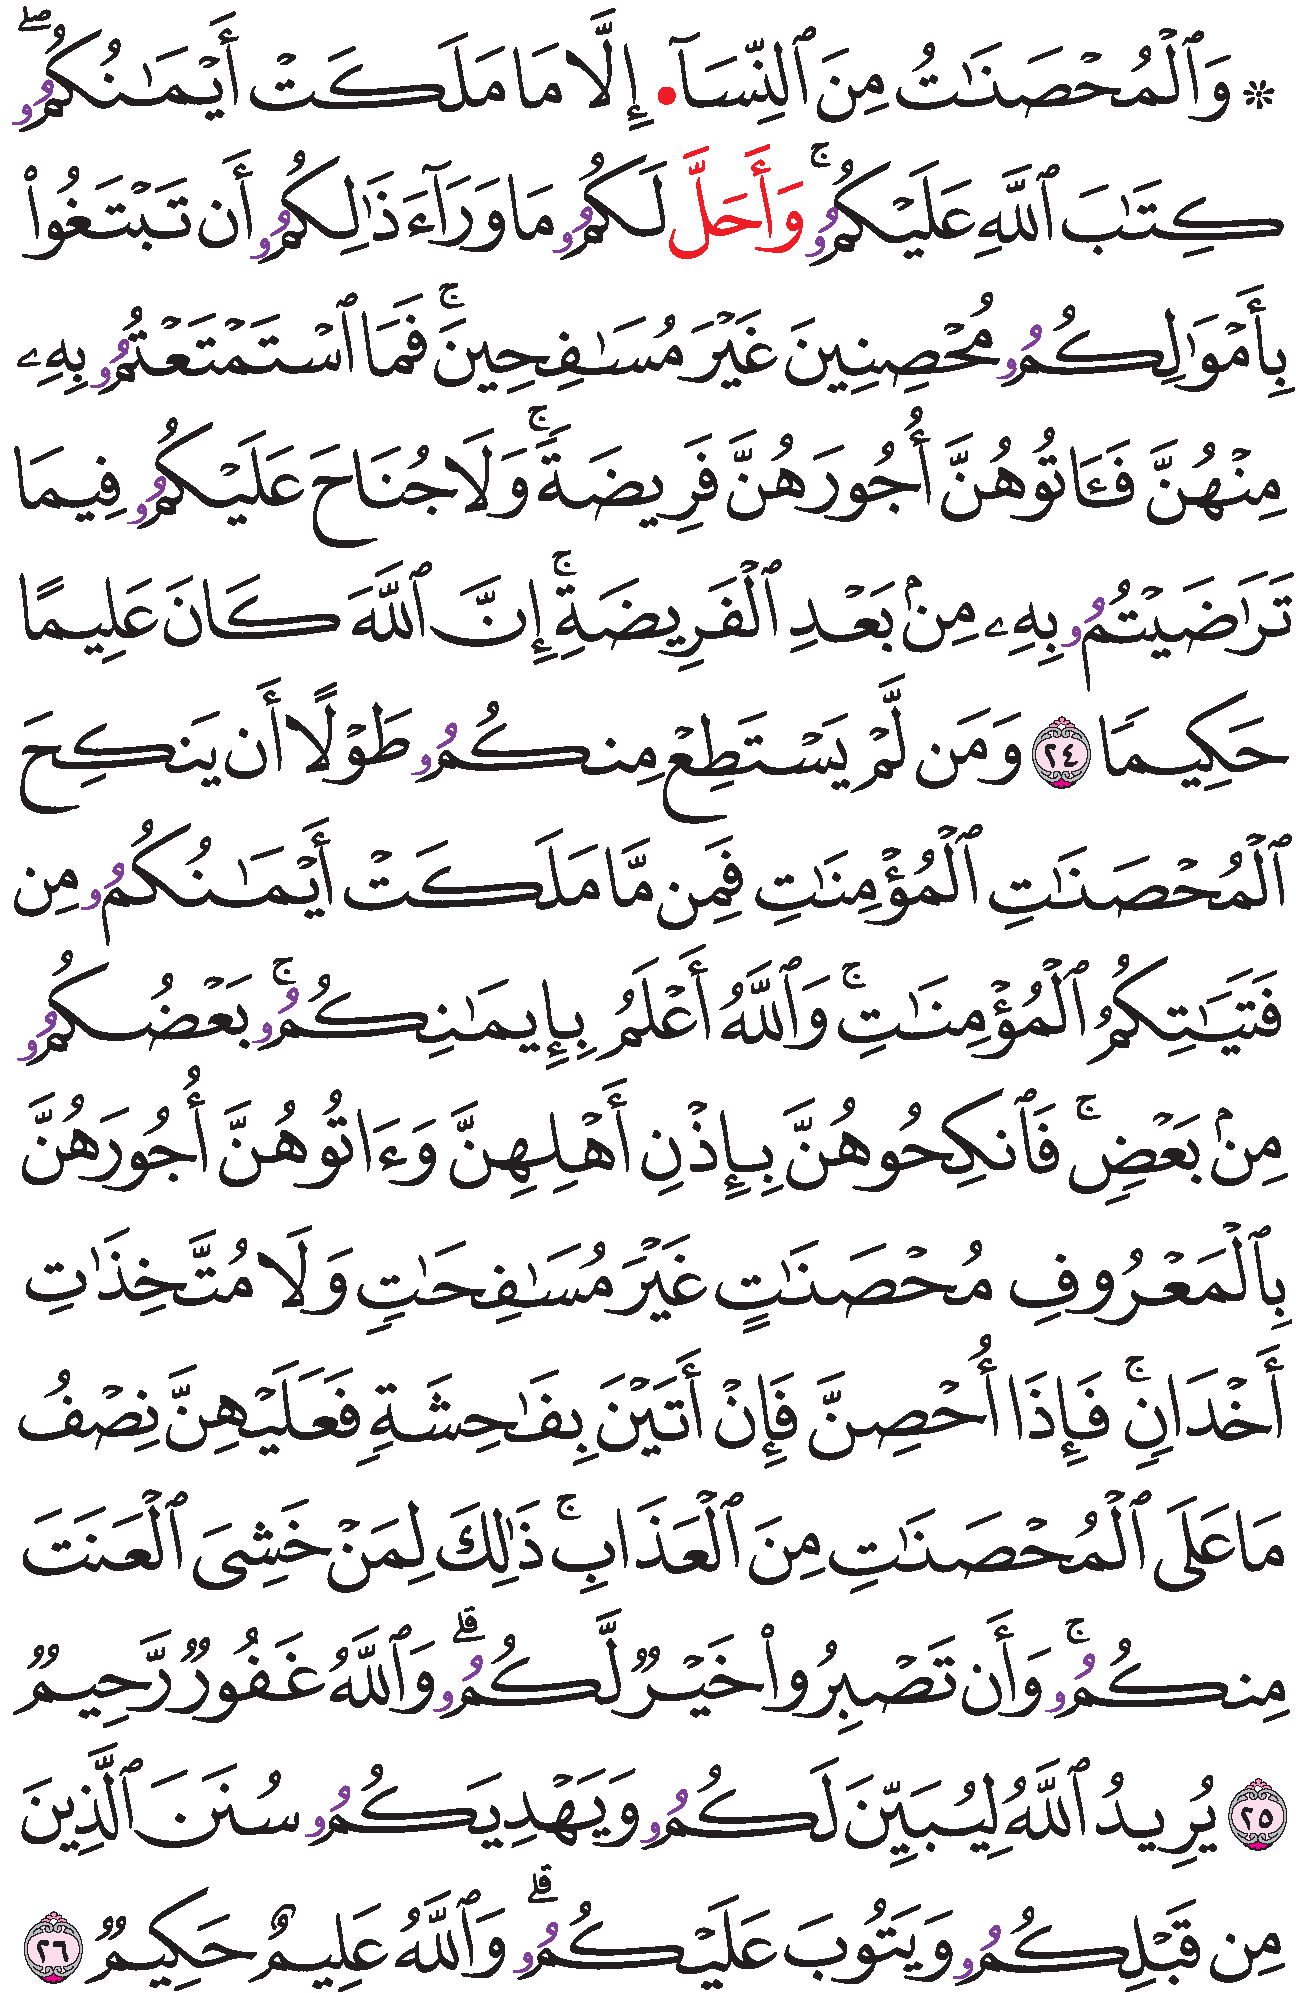 ۞ وَٱلْمُحْصَنَٰتُ مِنَ ٱلنِّسَآ• إِلَّا مَا مَلَكَتْ أَيْمَٰنُكُمُۥ ۖ
كِتَٰبَ ٱللَّهِ عَلَيْكُمُۥ ۚ وَأَحَلَّ لَكُمُۥ مَا وَرَآءَ ذَٰلِكُمُۥ أَن تَبْتَغُوا۟
بِأَمْوَٰلِكُمُۥ مُحْصِنِينَ غَيْرَ مُسَٰفِحِينَ ۚ فَمَا ٱسْتَمْتَعْتُمُۥ بِهِۦ
مِنْهُنَّ فَـَٔاتُوهُنَّ أُجُورَهُنَّ فَرِيضَةً ۚ وَلَا جُنَاحَ عَلَيْكُمُۥ فِيمَا
تَرَٰضَيْتُمُۥ بِهِۦ مِنۢ بَعْدِ ٱلْفَرِيضَةِ ۚ إِنَّ ٱللَّهَ كَانَ عَلِيمًا
حَكِيمًا ٢٤ وَمَن لَّمْ يَسْتَطِعْ مِنكُمُۥ طَوْلًا أَن يَنكِحَ
ٱلْمُحْصَنَٰتِ ٱلْمُؤْمِنَٰتِ فَمِن مَّا مَلَكَتْ أَيْمَٰنُكُمُۥ مِن
فَتَيَٰتِكُمُ ٱلْمُؤْمِنَٰتِ ۚ وَٱللَّهُ أَعْلَمُ بِإِيمَٰنِكُمُۥ ۚ بَعْضُكُمُۥ
مِنۢ بَعْضٍ ۚ فَٱنكِحُوهُنَّ بِإِذْنِ أَهْلِهِنَّ وَءَاتُوهُنَّ أُجُورَهُنَّ
بِٱلْمَعْرُوفِ مُحْصَنَٰتٍ غَيْرَ مُسَٰفِحَٰتٍ وَلَا مُتَّخِذَٰتِ
أَخْدَانٍ ۚ فَإِذَا أُحْصِنَّ فَإِنْ أَتَيْنَ بِفَٰحِشَةٍ فَعَلَيْهِنَّ نِصْفُ
مَا عَلَى ٱلْمُحْصَنَٰتِ مِنَ ٱلْعَذَابِ ۚ ذَٰلِكَ لِمَنْ خَشِىَ ٱلْعَنَتَ
مِنكُمُۥ ۚ وَأَن تَصْبِرُوا۟ خَيْرٌ لَّكُمُۥ ۗ وَٱللَّهُ غَفُورٌ رَّحِيمٌ
٢٥ يُرِيدُ ٱللَّهُ لِيُبَيِّنَ لَكُمُۥ وَيَهْدِيَكُمُۥ سُنَنَ ٱلَّذِينَ
مِن قَبْلِكُمُۥ وَيَتُوبَ عَلَيْكُمُۥ ۗ وَٱللَّهُ عَلِيمٌ حَكِيمٌ ٢٦